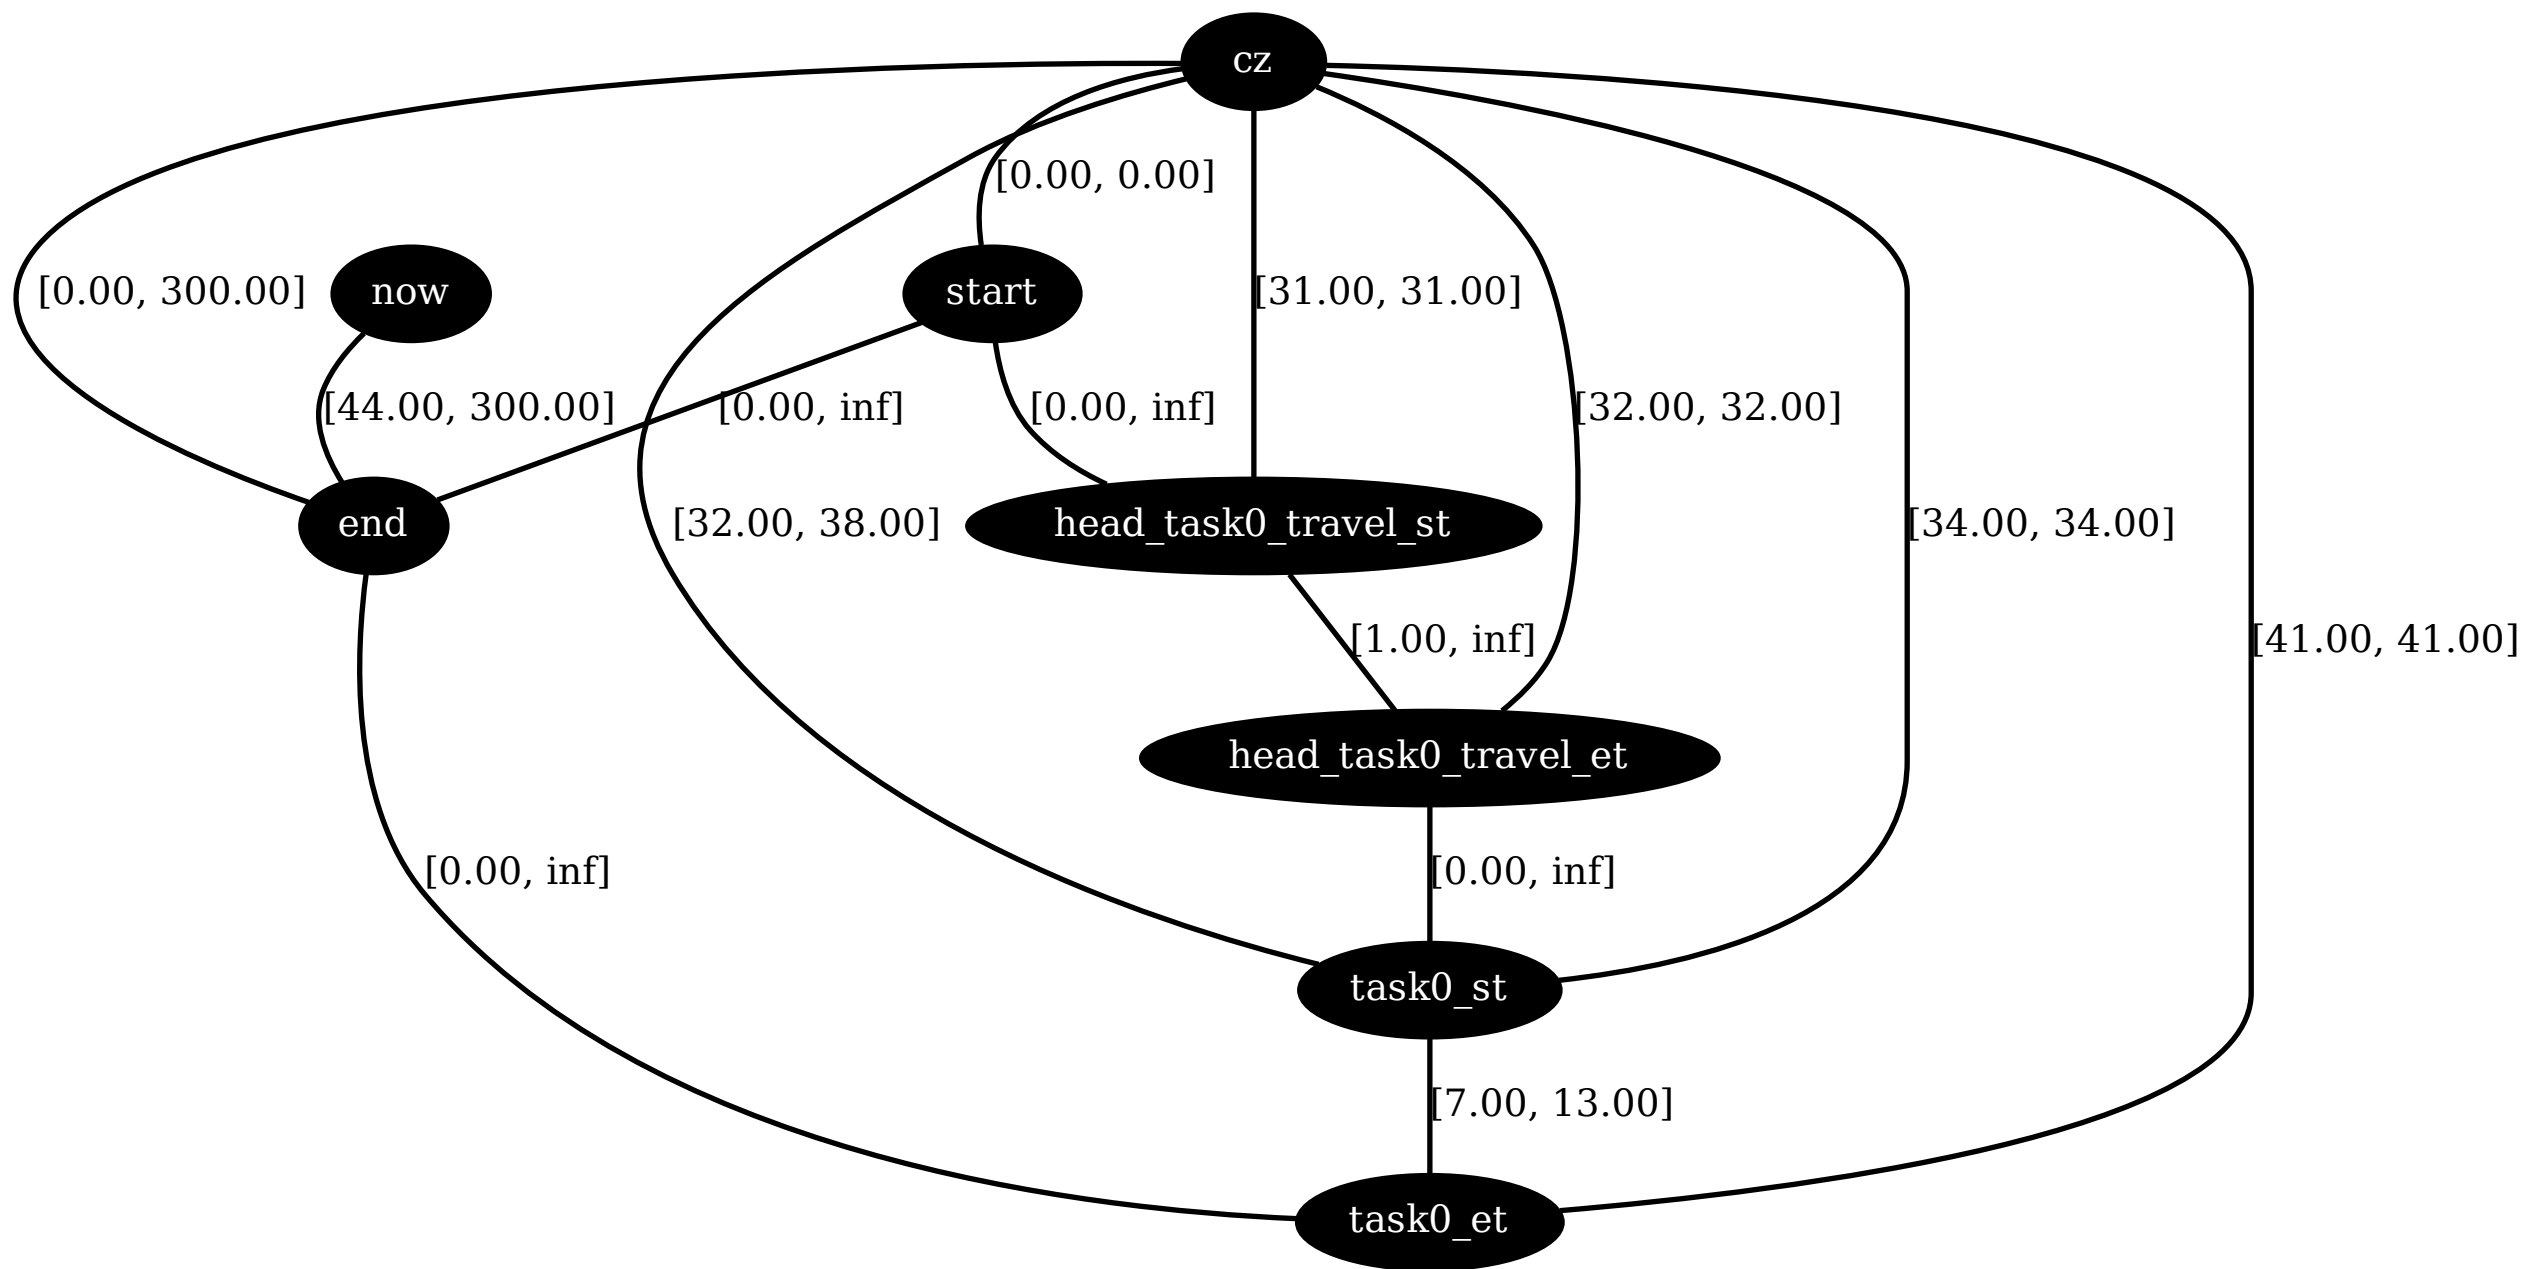 cz
[0.00, 0.00]
[0.00, 300.00]
now
start
[31.00, 31.00]
[44.00, 300.00]
[0.00, inf]
[0.00, inf]
[32.00, 32.00]
end
[32.00, 38.00]
head_task0_travel_st
[34.00, 34.00]
[1.00, inf]
[41.00, 41.00]
head_task0_travel_et
[0.00, inf]
[0.00, inf]
task0_st
[7.00, 13.00]
task0_et